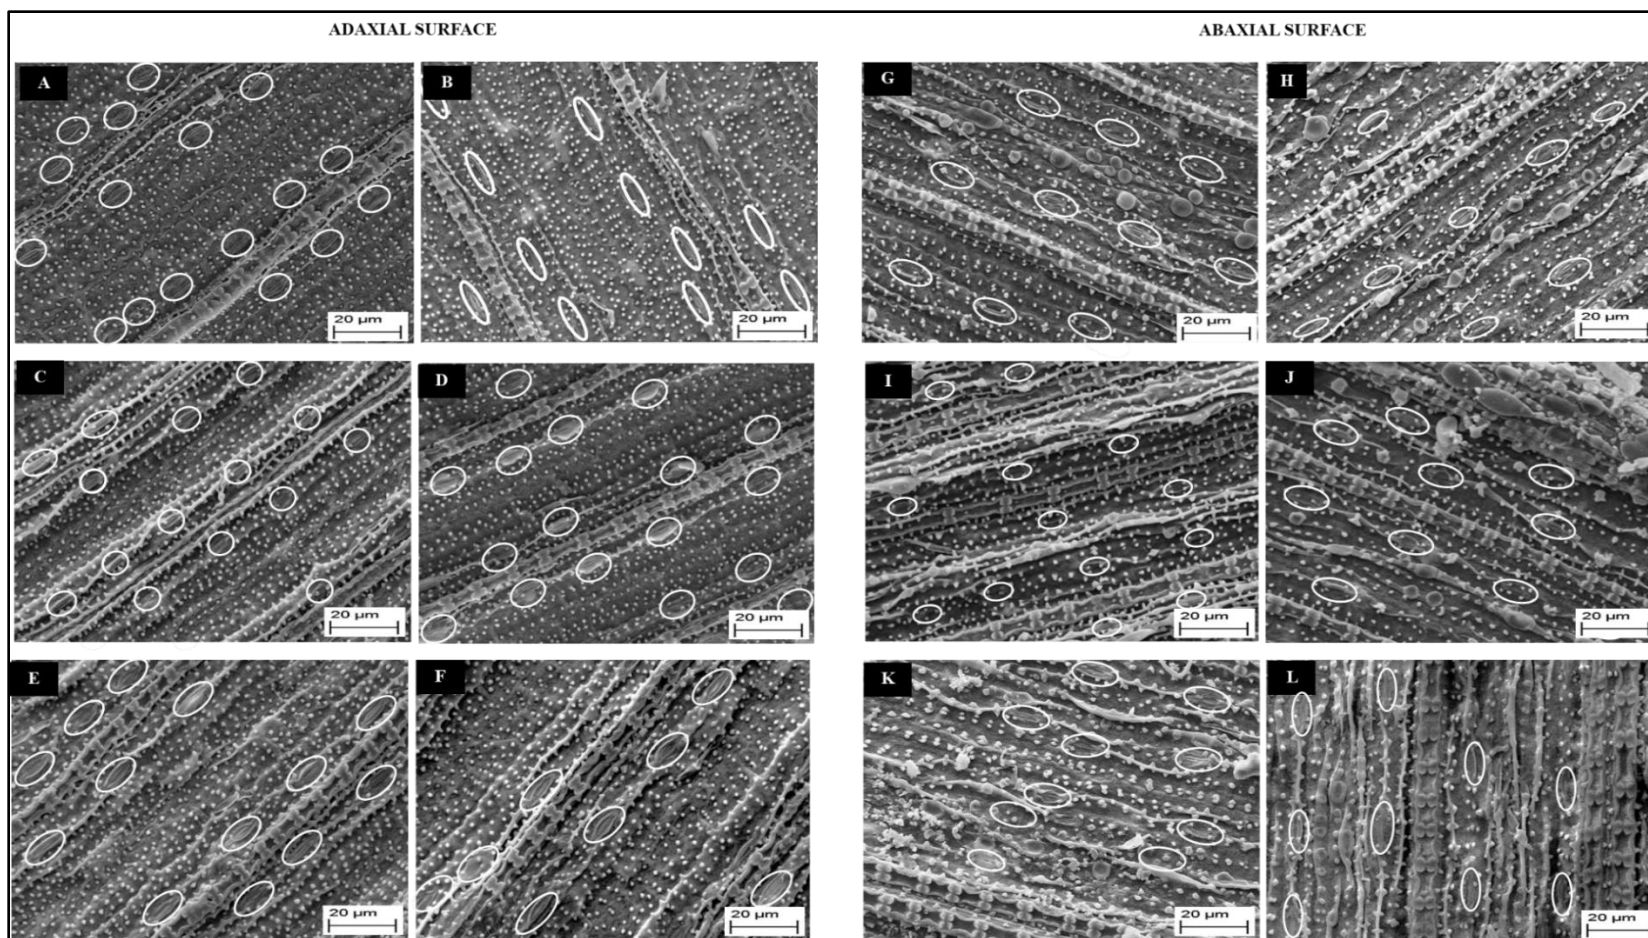 ADAXIAL SURFACE
ABAXIAL SURFACE
A
B
G
H
20 µm
20 µm
20 µm
20 µm
C
D
I
J
20 µm
20 µm
20 µm
20 µm
E
F
K
L
20 µm
20 µm
20 µm
20 µm